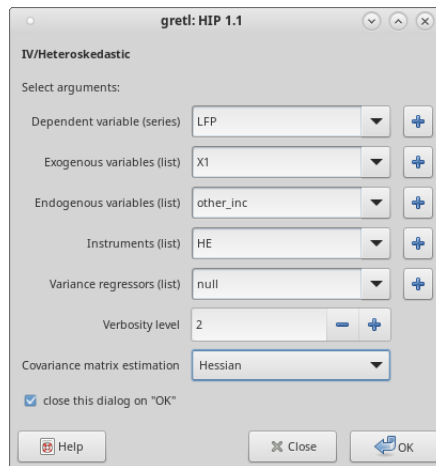 gretl: HIP 1.1
IV/Heteroskedastic
Select arguments:
Dependent variable (series) LFP
Exogenous variables (list) X1
Endogenous variables (list) other_inc
Instruments (list) HE
Variance regressors (list) null
Verbosity level 2
Covariance matrix estimation Hessian
close this dialog on "OK"
Help Close OK